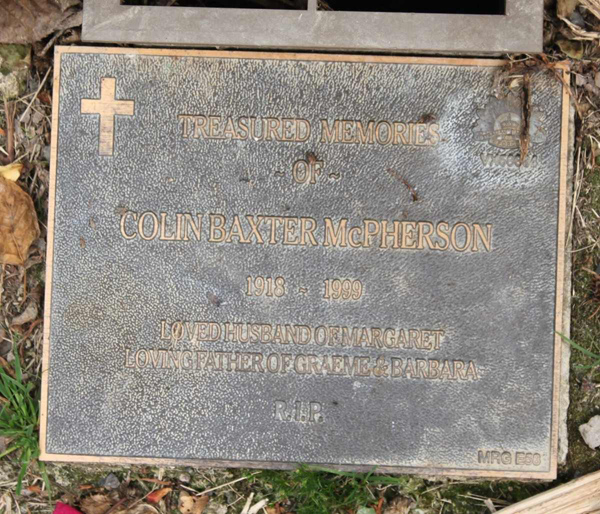 TREASURED MEMORIES
~ OF ~
COLIN BAXTER McPHERSON
1918 ~ 1999
LOVED HUSBAND OF MARGARET
LOVING FATHER OF GRAEME & BARBARA
R.I.P.